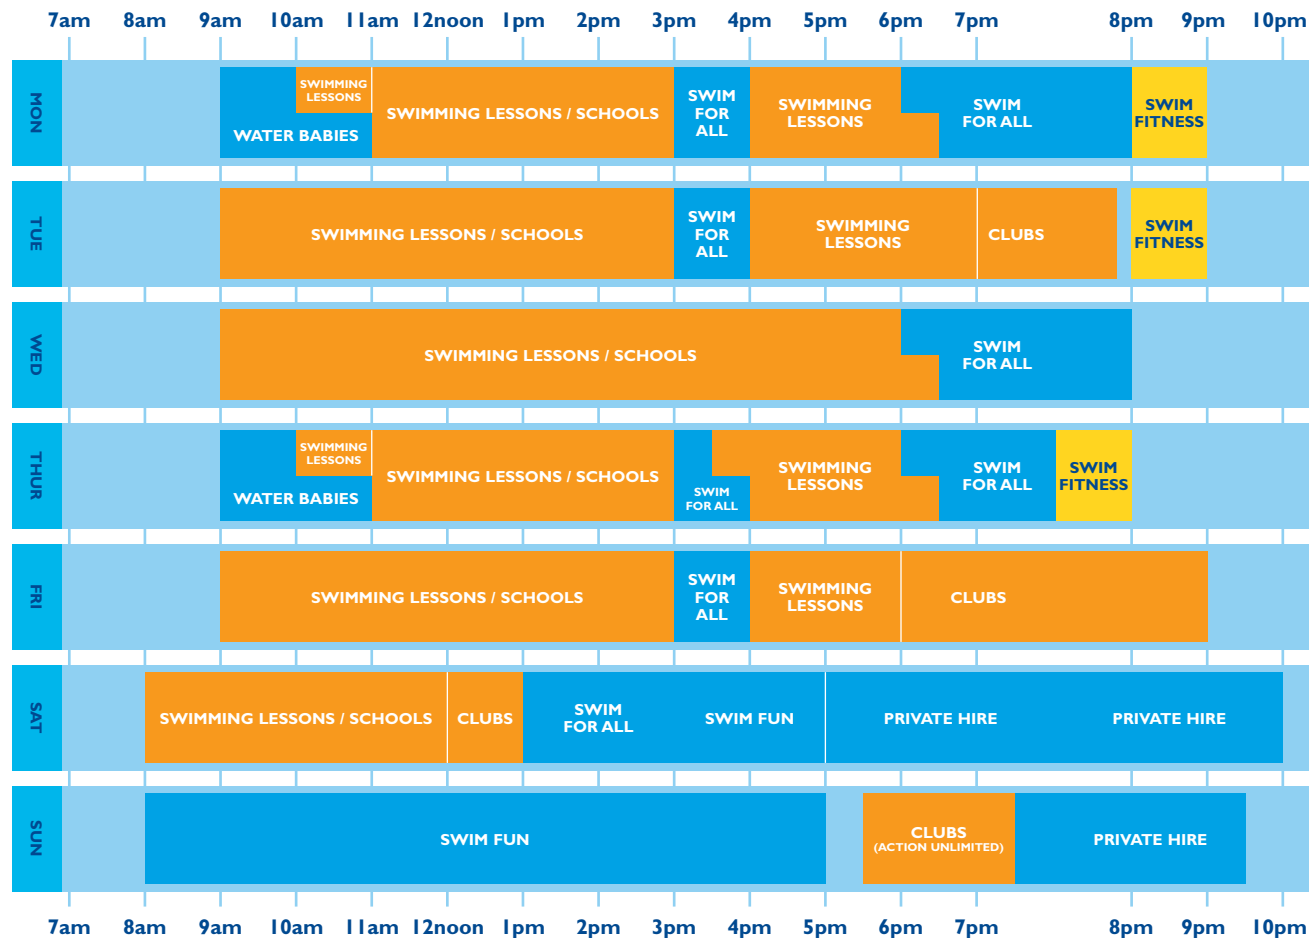 7am 8am 9am 10am 11am 12noon 1pm 2pm 3pm 4pm 5pm 6pm 7pm 8pm 9pm 10pm
MON
SWIMMING
LESSONS
WATER BABIES
SWIMMING LESSONS / SCHOOLS
SWIM
FOR
ALL
SWIMMING
LESSONS
SWIM
FOR ALL
SWIM
FITNESS
TUE
SWIMMING LESSONS / SCHOOLS
SWIM
FOR
ALL
SWIMMING
LESSONS
CLUBS
SWIM
FITNESS
WED
SWIMMING LESSONS / SCHOOLS
SWIM
FOR ALL
THUR
SWIMMING
LESSONS
WATER BABIES
SWIMMING LESSONS / SCHOOLS
SWIM
FOR ALL
SWIMMING
LESSONS
SWIM
FOR ALL
SWIM
FITNESS
FRI
SWIMMING LESSONS / SCHOOLS
SWIM
FOR
ALL
SWIMMING
LESSONS
CLUBS
SAT
SWIMMING LESSONS / SCHOOLS
CLUBS
SWIM
FOR ALL
SWIM FUN
PRIVATE HIRE
PRIVATE HIRE
SUN
SWIM FUN
CLUBS
(ACTION UNLIMITED)
PRIVATE HIRE
7am 8am 9am 10am 11am 12noon 1pm 2pm 3pm 4pm 5pm 6pm 7pm 8pm 9pm 10pm